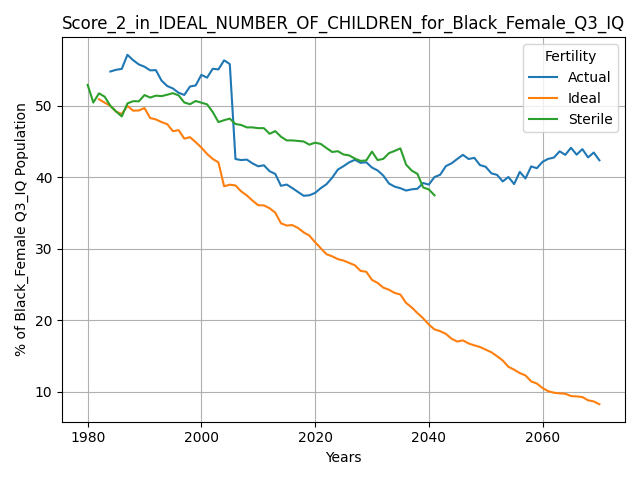 Score_2_in_IDEAL_NUMBER_OF_CHILDREN_for_Black_Female_Q3_IQ
% of Black_Female Q3_IQ Population
50
40
30
20
10
Fertility
Actual
Ideal
Sterile
1980 2000 2020 2040 2060
Years